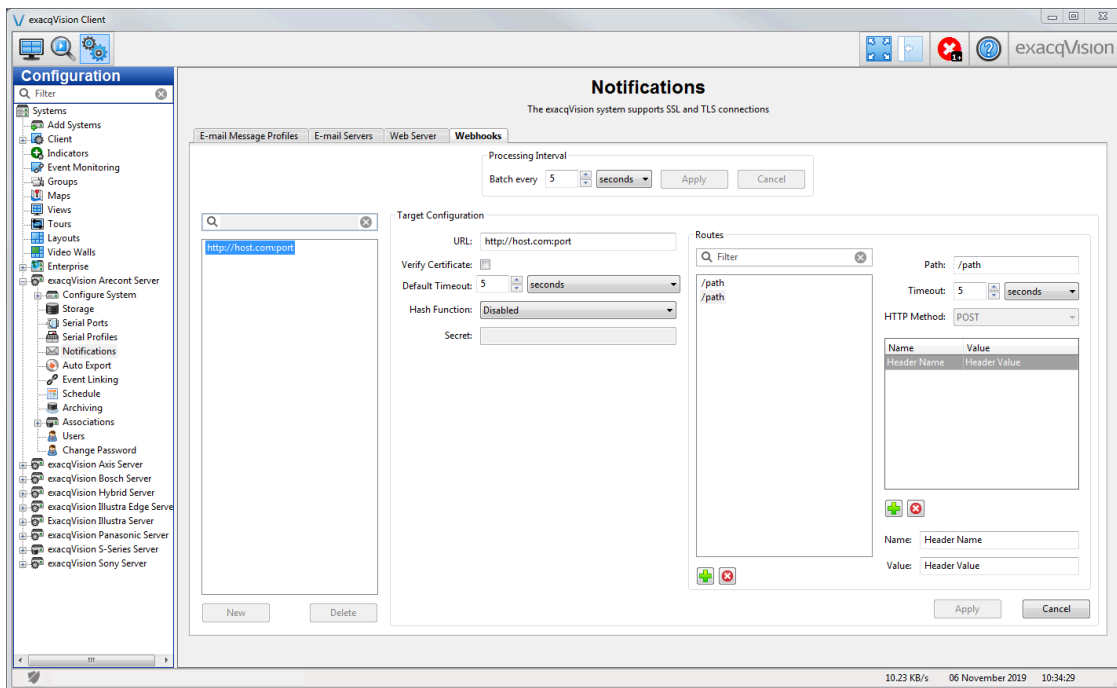 exacqVision Client
1+
exacqVision
Configuration
Filter
Systems
Add Systems
Client
Indicators
Event Monitoring
Groups
Maps
Views
Tours
Layouts
Video Walls
Enterprise
exacqVision Arecont Server
Configure System
Storage
Serial Ports
Serial Profiles
Notifications
Auto Export
Event Linking
Schedule
Archiving
Associations
Users
Change Password
exacqVision Axis Server
exacqVision Bosch Server
exacqVision Hybrid Server
exacqVision Illustra Edge Serve
ExacqVision Illustra Server
exacqVision Panasonic Server
exacqVision S-Series Server
exacqVision Sony Server
Notifications
The exacqVision system supports SSL and TLS connections
E-mail Message Profiles E-mail Servers Web Server Webhooks
Processing Interval
Batch every 5 seconds Apply Cancel
http://host.com:port
New Delete
Target Configuration
URL: http://host.com:port
Verify Certificate:
Default Timeout: 5 seconds
Hash Function: Disabled
Secret:
Routes
Filter
/path
/path
Path: /path
Timeout: 5 seconds
HTTP Method: POST
Name Value
Header Name Header Value
Name: Header Name
Value: Header Value
Apply Cancel
10.23 KB/s 06 November 2019 10:34:29